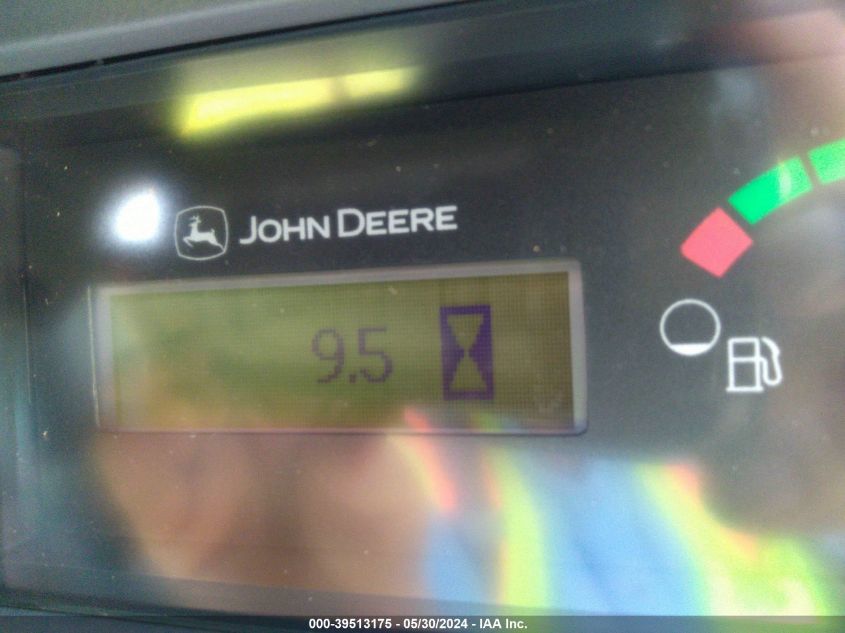 JOHN DEERE
9.5
000-39513175 - 05/30/2024 - IAA Inc.